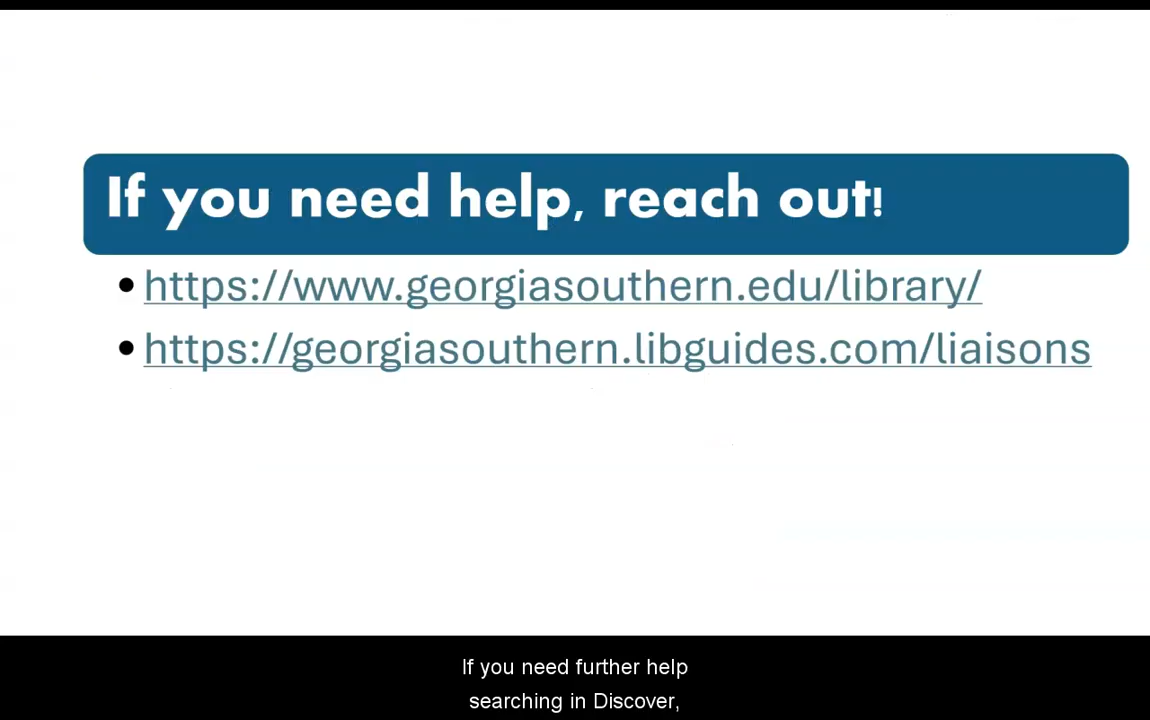 If you need help, reach out!
• https://www.georgiasouthern.edu/library/
• https://georgiasouthern.libguides.com/liaisons
If you need further help
searching in Discover,